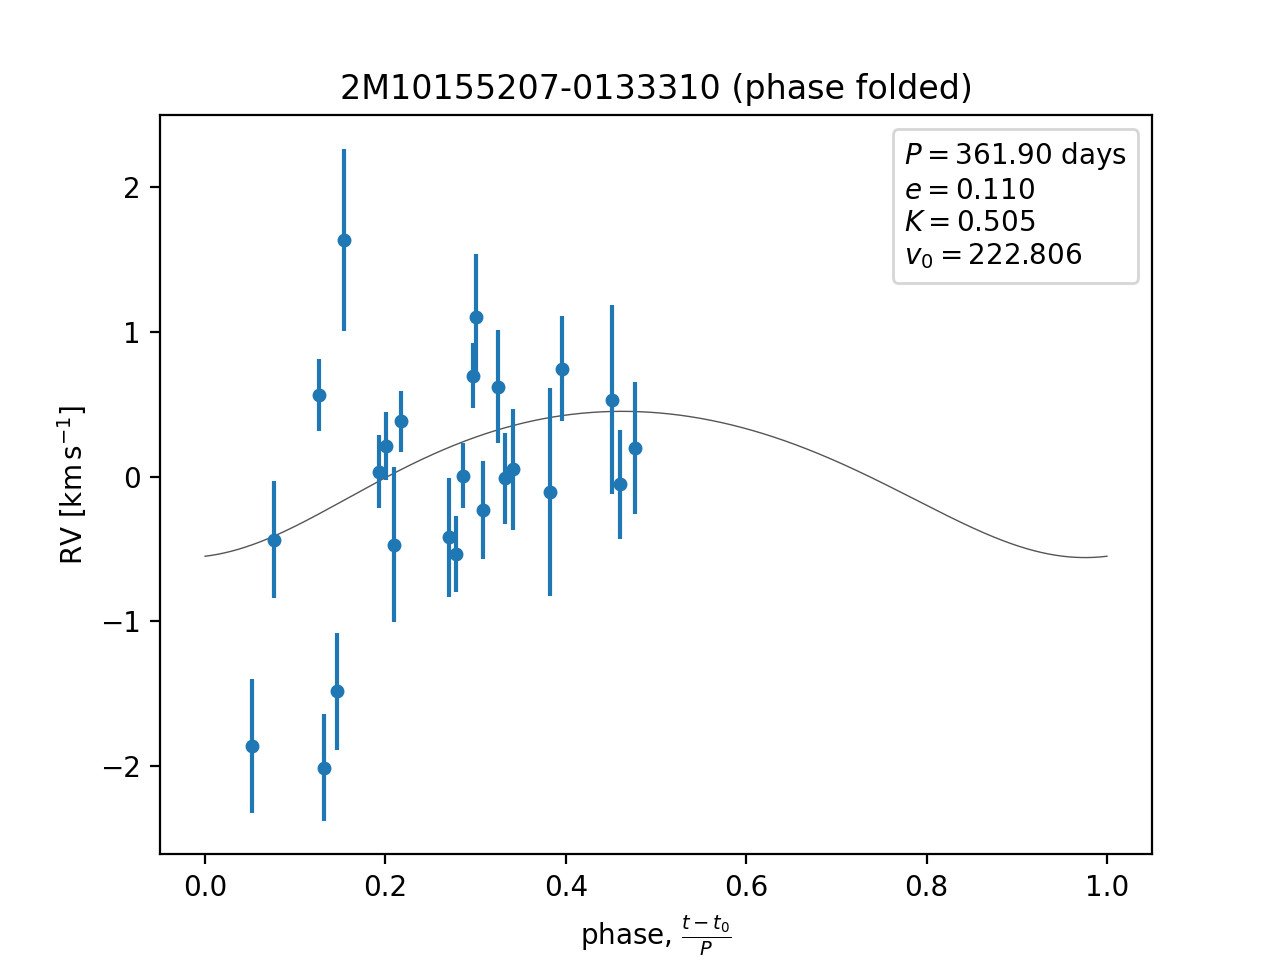 2M10155207-0133310 (phase folded)
P = 361.90 days
e = 0.110
K = 0.505
v₀ = 222.806
RV [km s⁻¹]
2
1
0
−1
−2
0.0 0.2 0.4 0.6 0.8 1.0
phase, (t − t₀)/P